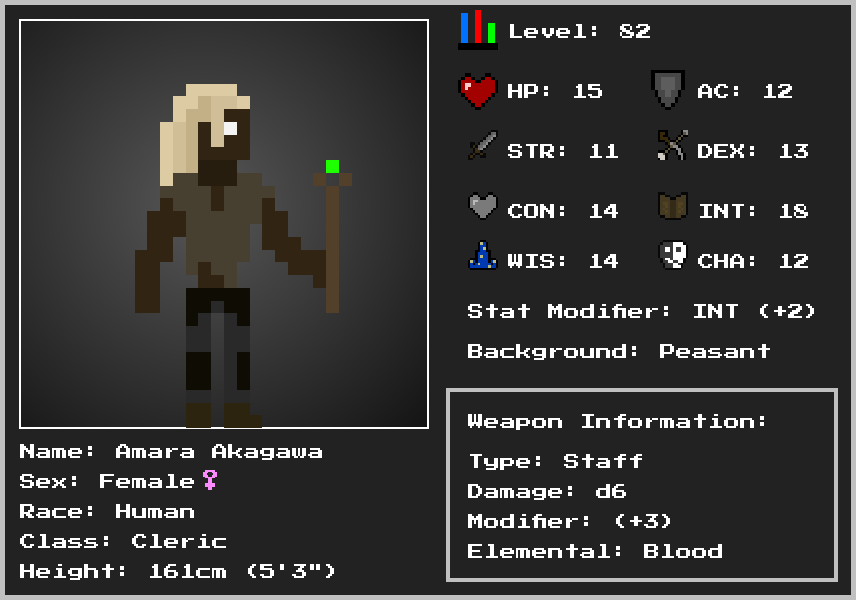 Level: 82
HP: 15
AC: 12
STR: 11
DEX: 13
CON: 14
INT: 18
WIS: 14
CHA: 12
Stat Modifier: INT (+2)
Background: Peasant
Name: Amara Akagawa
Sex: Female♀
Race: Human
Class: Cleric
Height: 161cm (5'3")
Weapon Information:
Type: Staff
Damage: d6
Modifier: (+3)
Elemental: Blood